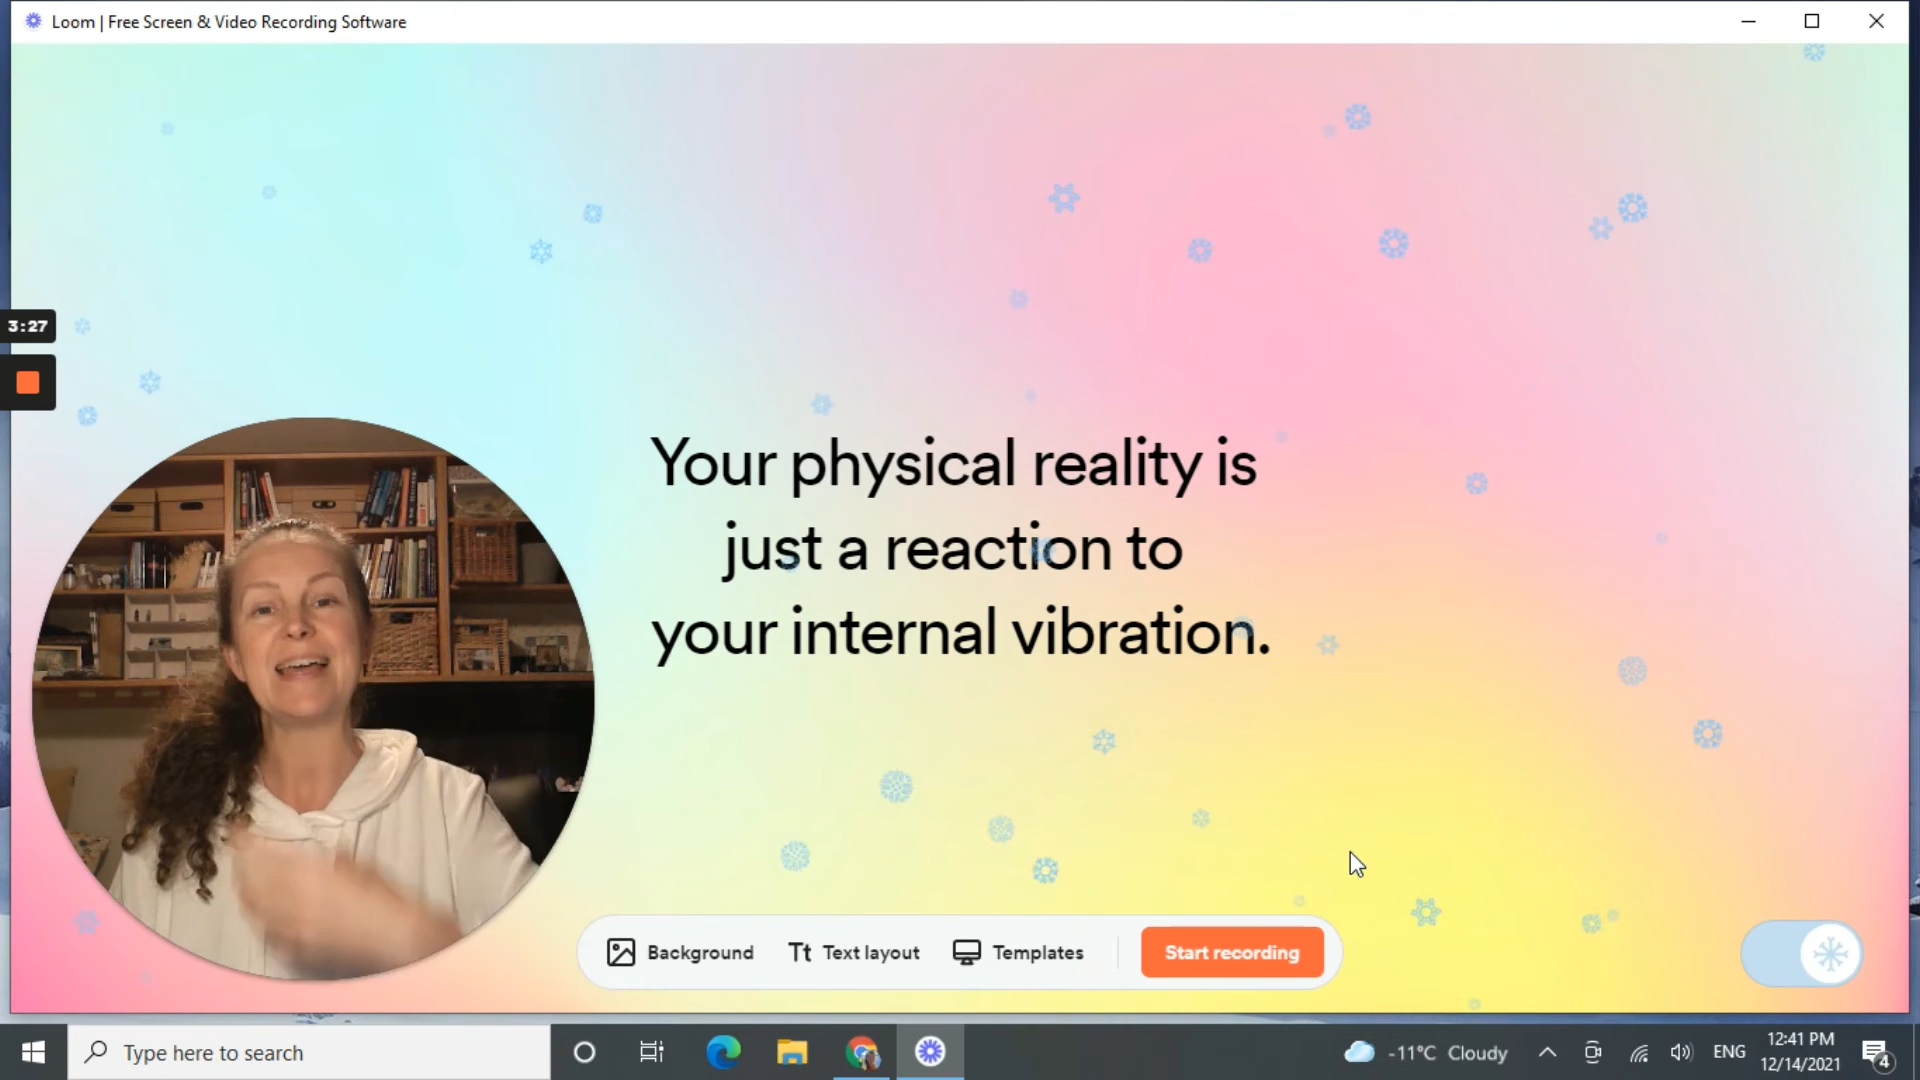 Loom | Free Screen & Video Recording Software
3:27
Your physical reality is
just a reaction to
your internal vibration.
Background
Text layout
Templates
Start recording
Type here to search
-11°C Cloudy
ENG
12:41 PM
12/14/2021
4